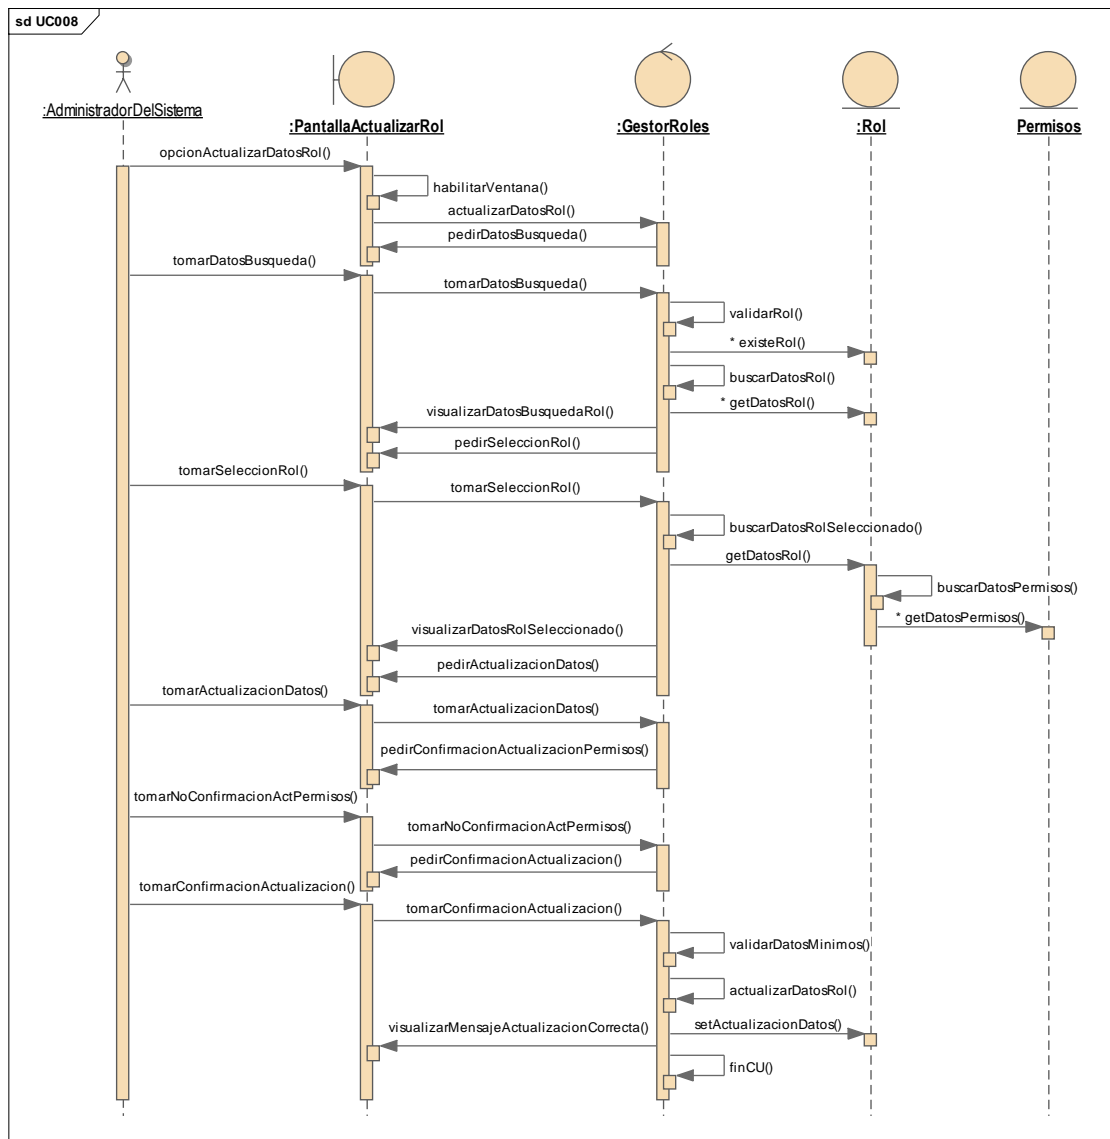 sd UC008
:AdministradorDelSistema
:PantallaActualizarRol
:GestorRoles
:Rol
Permisos
opcionActualizarDatosRol()
habilitarVentana()
actualizarDatosRol()
pedirDatosBusqueda()
tomarDatosBusqueda()
tomarDatosBusqueda()
validarRol()
* existeRol()
buscarDatosRol()
* getDatosRol()
visualizarDatosBusquedaRol()
pedirSeleccionRol()
tomarSeleccionRol()
tomarSeleccionRol()
buscarDatosRolSeleccionado()
getDatosRol()
buscarDatosPermisos()
* getDatosPermisos()
visualizarDatosRolSeleccionado()
pedirActualizacionDatos()
tomarActualizacionDatos()
tomarActualizacionDatos()
pedirConfirmacionActualizacionPermisos()
tomarNoConfirmacionActPermisos()
tomarNoConfirmacionActPermisos()
pedirConfirmacionActualizacion()
tomarConfirmacionActualizacion()
tomarConfirmacionActualizacion()
validarDatosMinimos()
actualizarDatosRol()
setActualizacionDatos()
visualizarMensajeActualizacionCorrecta()
finCU()